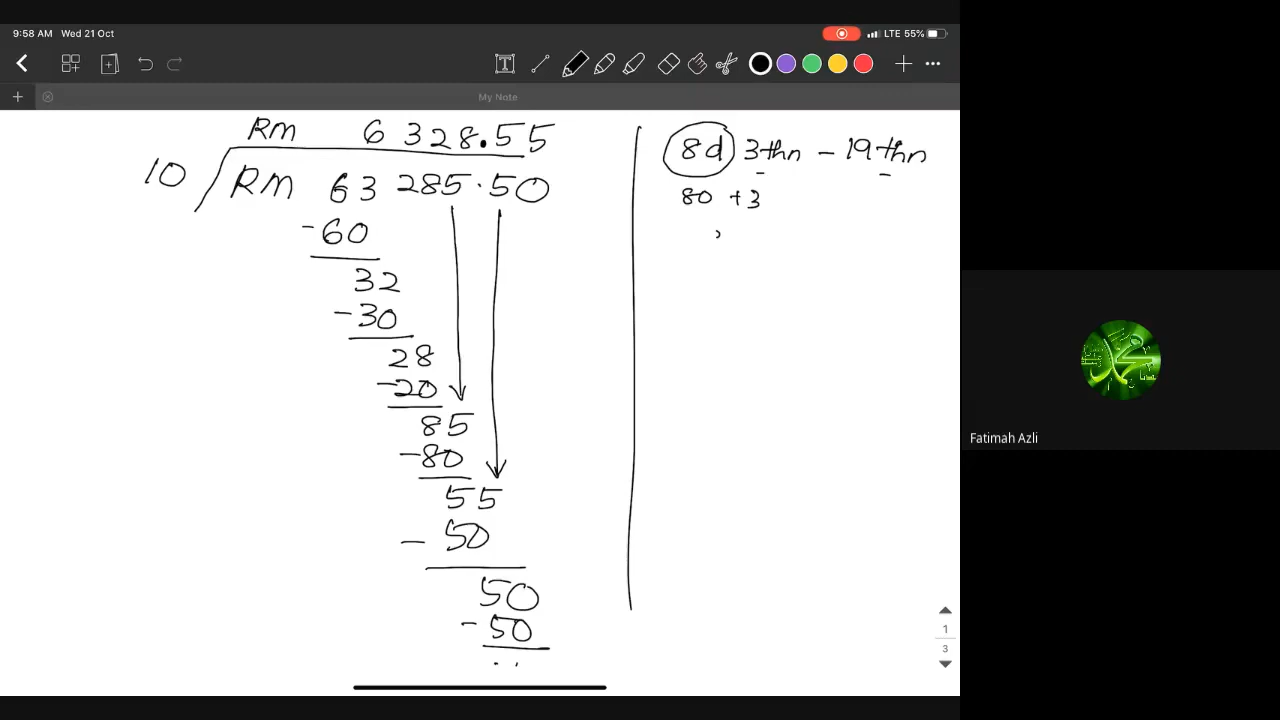 9:58 AM Wed 21 Oct
LTE 55%
My Note
RM 6 328.55
10 RM 63 285.50
-60
32
-30
28
-20
85
-80
55
- 50
50
-50
8d 3thn - 19thn
80 +3
1
3
Fatimah Azli